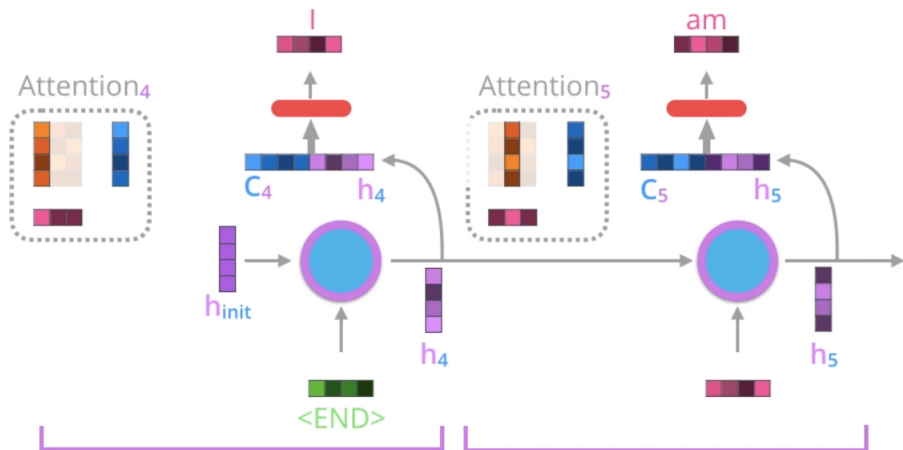 I
am
Attention4
Attention5
C4
h4
C5
h5
hinit
h4
h5
<END>